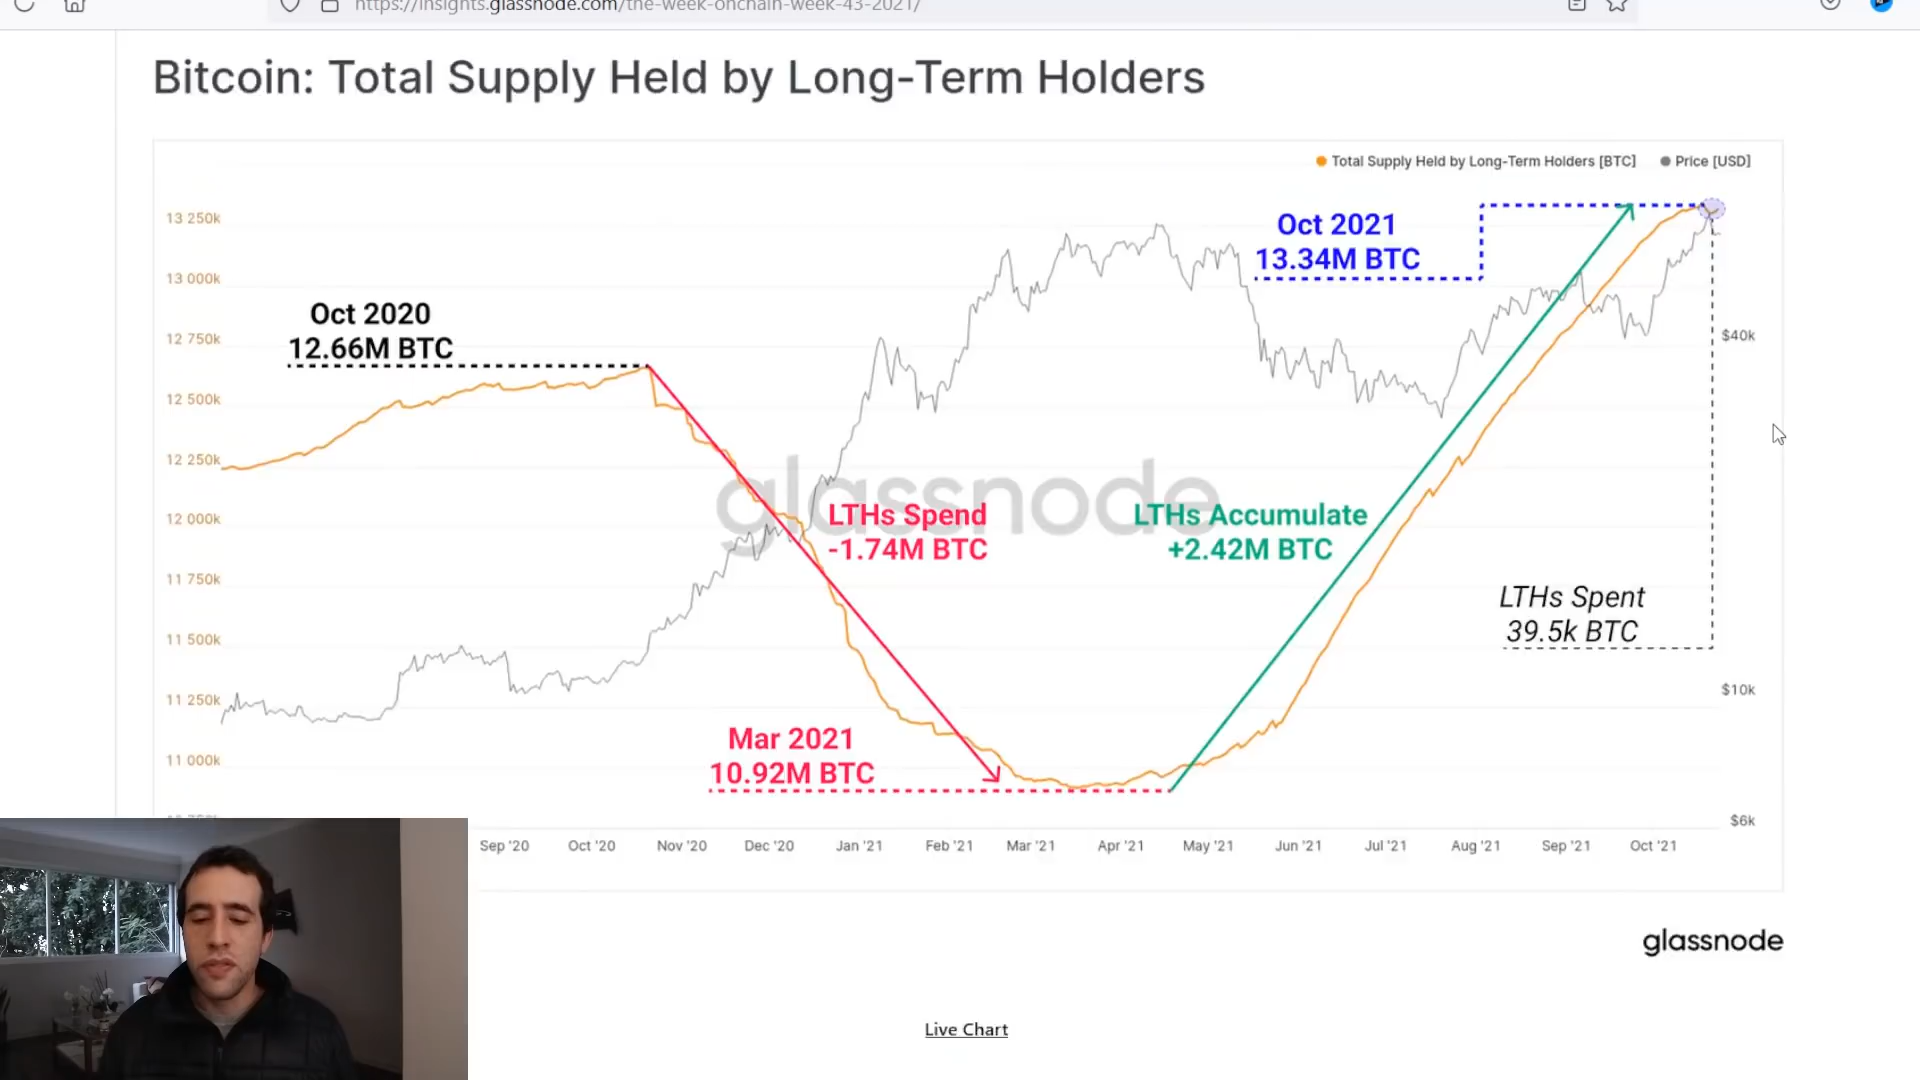 https://insights.glassnode.com/the-week-onchain-week-43-2021/
Bitcoin: Total Supply Held by Long-Term Holders
Total Supply Held by Long-Term Holders [BTC]
Price [USD]
13 250k
13 000k
12 750k
12 500k
12 250k
12 000k
11 750k
11 500k
11 250k
11 000k
Oct 2020
12.66M BTC
Oct 2021
13.34M BTC
glassnode
LTHs Spend
-1.74M BTC
LTHs Accumulate
+2.42M BTC
LTHs Spent
39.5k BTC
Mar 2021
10.92M BTC
$40k
$10k
$6k
Sep '20
Oct '20
Nov '20
Dec '20
Jan '21
Feb '21
Mar '21
Apr '21
May '21
Jun '21
Jul '21
Aug '21
Sep '21
Oct '21
glassnode
Live Chart